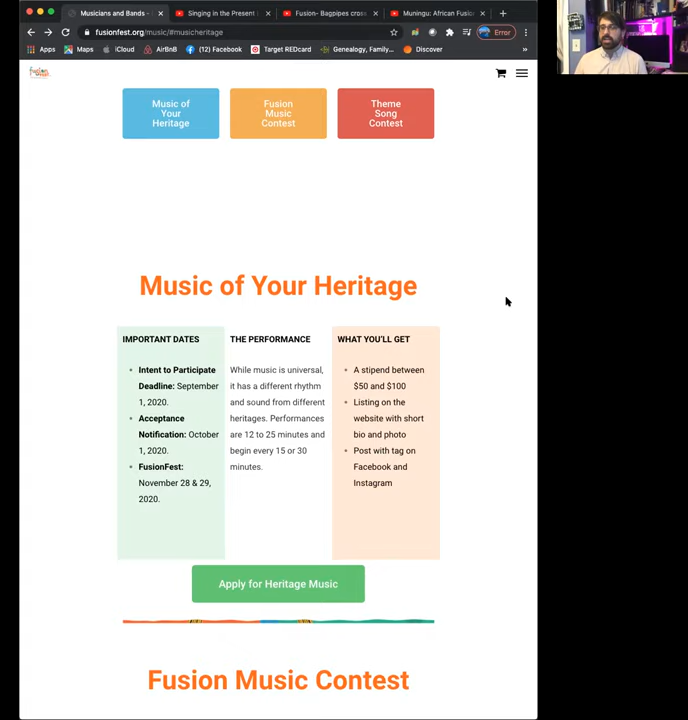 Musicians and Bands -
Singing in the Present
Fusion- Bagpipes cross
Muningu: African Fusio
fusionfest.org/music/#musicheritage
Error
Apps
Maps
iCloud
AirBnB
(12) Facebook
Target REDcard
Genealogy, Family...
Discover
fusion
Music of
Your
Heritage
Fusion
Music
Contest
Theme
Song
Contest
Music of Your Heritage
IMPORTANT DATES
Intent to Participate
Deadline: September
1, 2020.
Acceptance
Notification: October
1, 2020.
FusionFest:
November 28 & 29,
2020.
THE PERFORMANCE
While music is universal,
it has a different rhythm
and sound from different
heritages. Performances
are 12 to 25 minutes and
begin every 15 or 30
minutes.
WHAT YOU'LL GET
A stipend between
$50 and $100
Listing on the
website with short
bio and photo
Post with tag on
Facebook and
Instagram
Apply for Heritage Music
Fusion Music Contest